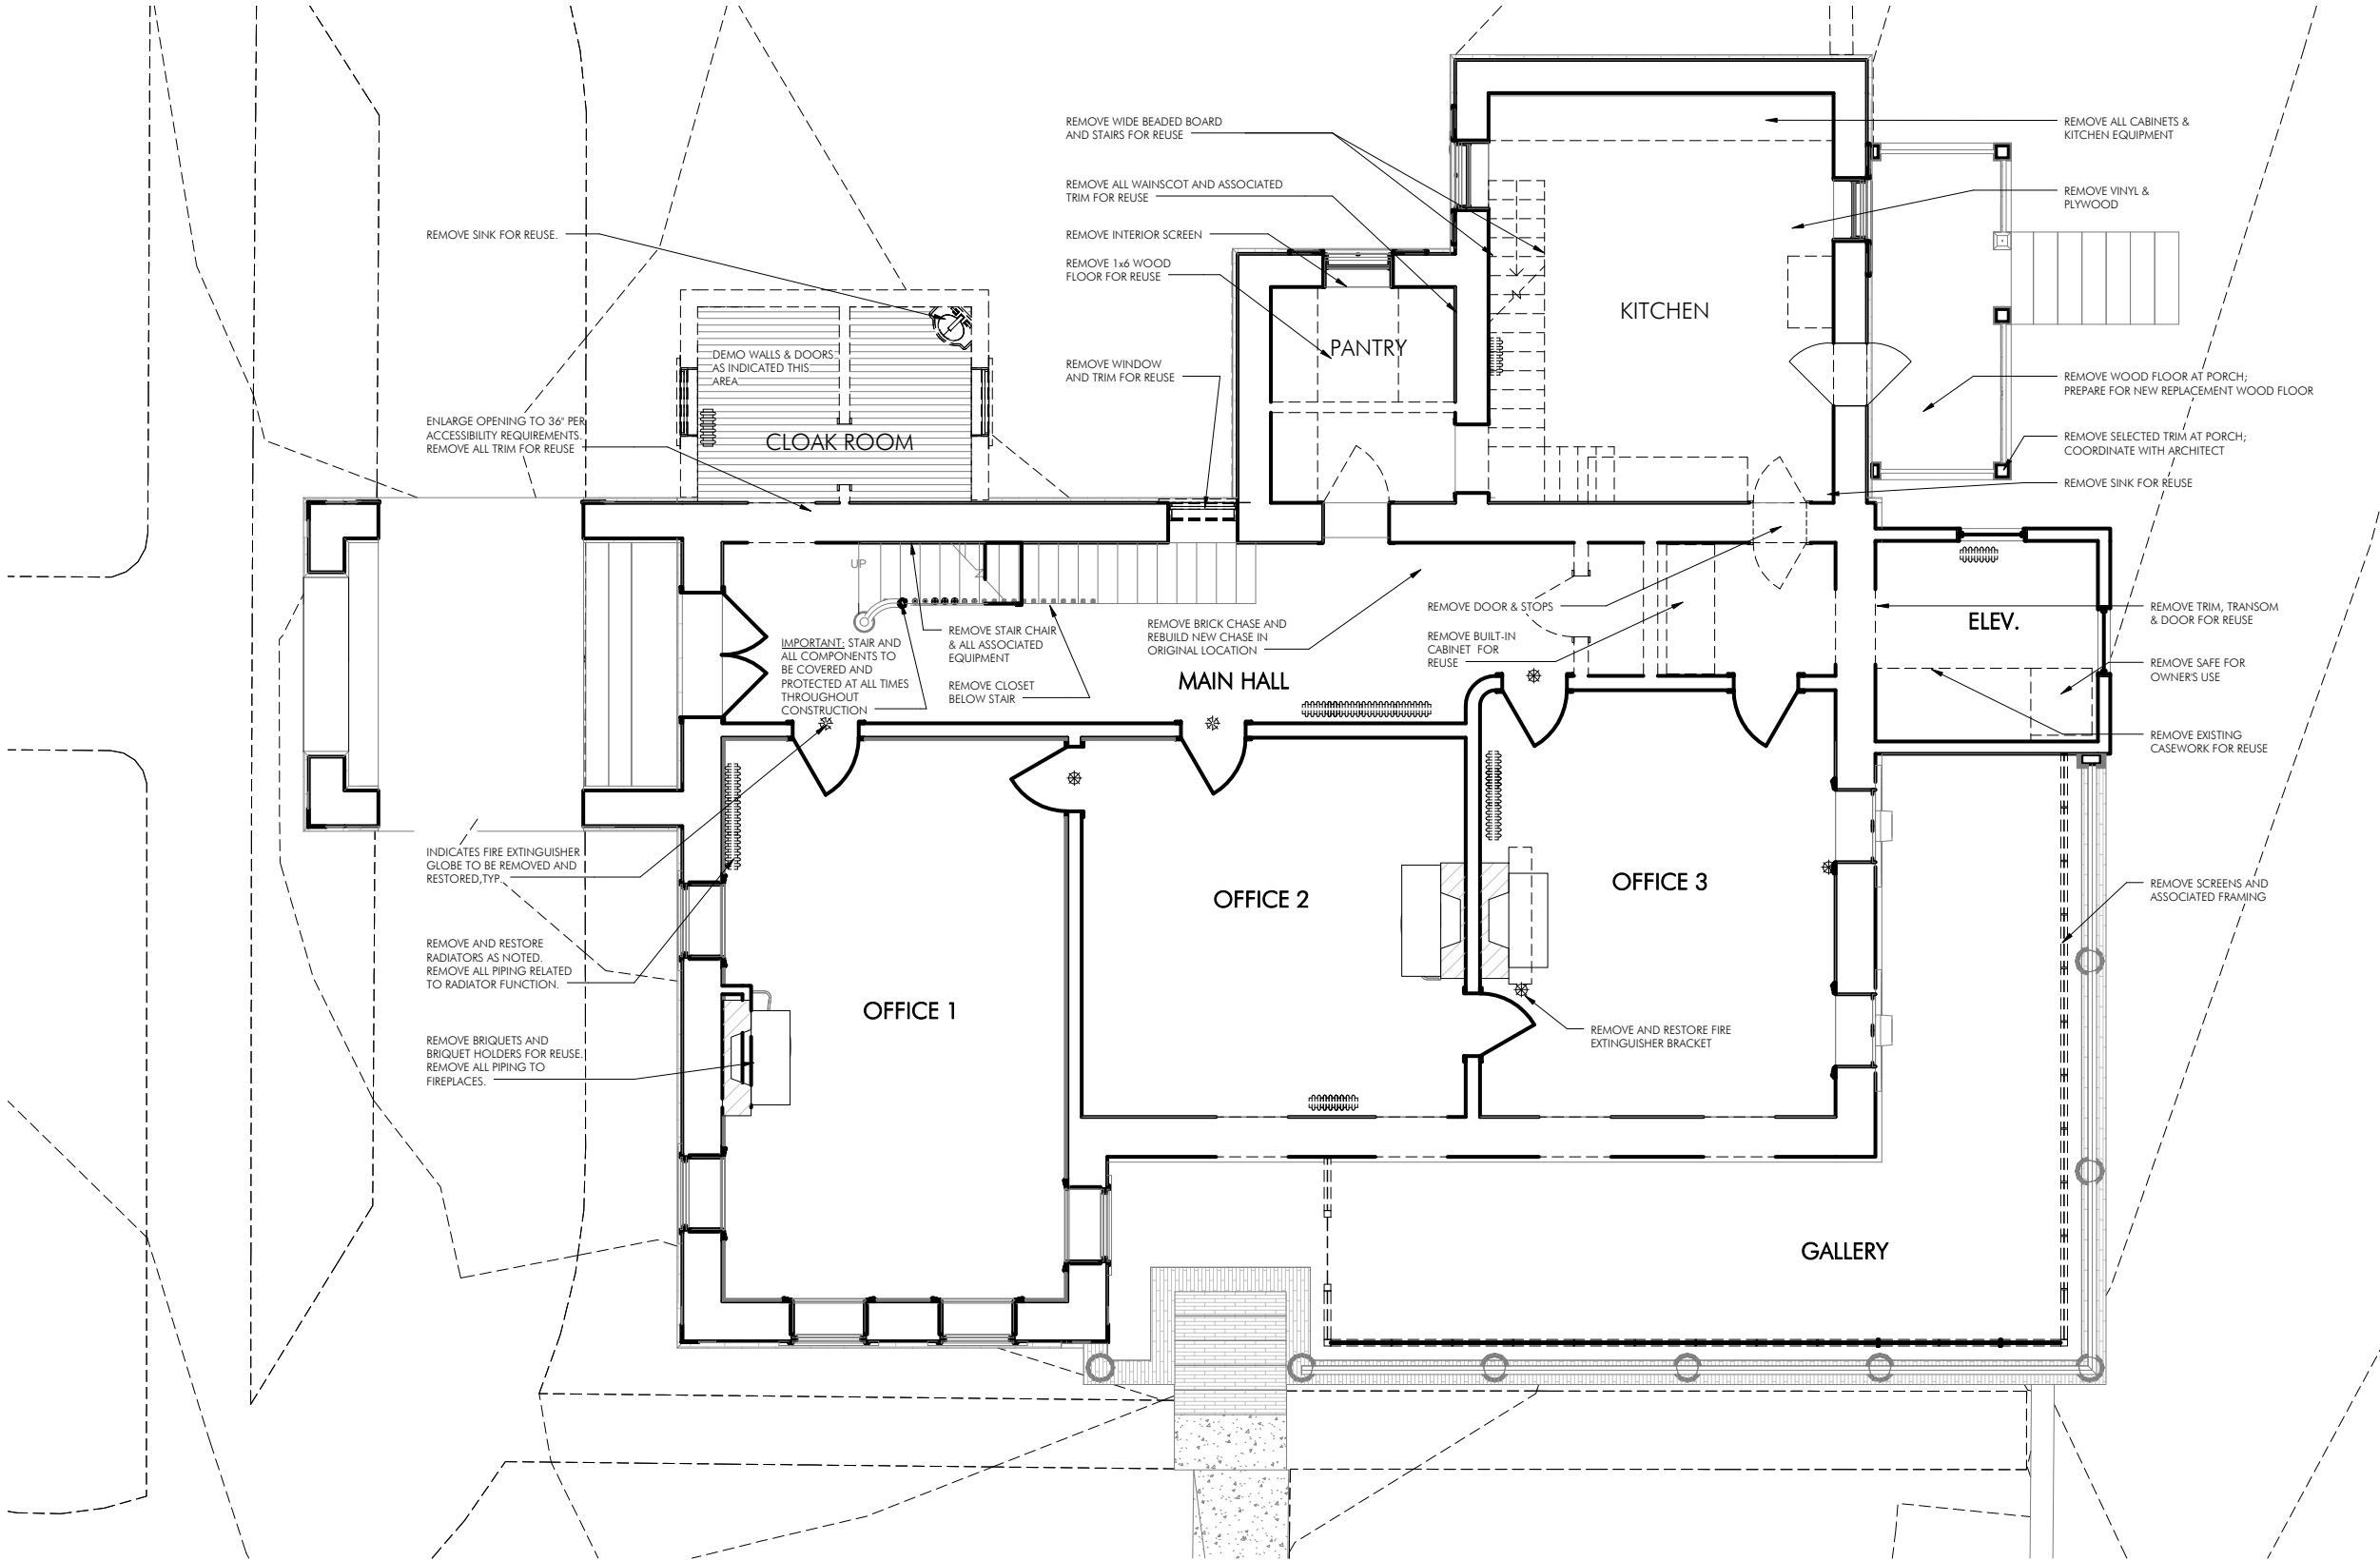 REMOVE WIDE BEADED BOARD
AND STAIRS FOR REUSE
REMOVE ALL CABINETS &
KITCHEN EQUIPMENT
REMOVE ALL WAINSCOT AND ASSOCIATED
TRIM FOR REUSE
REMOVE VINYL &
PLYWOOD
REMOVE SINK FOR REUSE.
REMOVE INTERIOR SCREEN
REMOVE 1x6 WOOD
FLOOR FOR REUSE
KITCHEN
PANTRY
DEMO WALLS & DOORS
AS INDICATED THIS
AREA
REMOVE WINDOW
AND TRIM FOR REUSE
REMOVE WOOD FLOOR AT PORCH;
PREPARE FOR NEW REPLACEMENT WOOD FLOOR
ENLARGE OPENING TO 36" PER
ACCESSIBILITY REQUIREMENTS.
REMOVE ALL TRIM FOR REUSE
CLOAK ROOM
REMOVE SELECTED TRIM AT PORCH;
COORDINATE WITH ARCHITECT
REMOVE SINK FOR REUSE
UP
REMOVE DOOR & STOPS
REMOVE TRIM, TRANSOM
& DOOR FOR REUSE
ELEV.
IMPORTANT: STAIR AND
ALL COMPONENTS TO
BE COVERED AND
PROTECTED AT ALL TIMES
THROUGHOUT
CONSTRUCTION
REMOVE STAIR CHAIR
& ALL ASSOCIATED
EQUIPMENT
REMOVE CLOSET
BELOW STAIR
REMOVE BRICK CHASE AND
REBUILD NEW CHASE IN
ORIGINAL LOCATION
REMOVE BUILT-IN
CABINET FOR
REUSE
MAIN HALL
REMOVE SAFE FOR
OWNER'S USE
REMOVE EXISTING
CASEWORK FOR REUSE
INDICATES FIRE EXTINGUISHER
GLOBE TO BE REMOVED AND
RESTORED,TYP.
OFFICE 2
OFFICE 3
REMOVE SCREENS AND
ASSOCIATED FRAMING
REMOVE AND RESTORE
RADIATORS AS NOTED.
REMOVE ALL PIPING RELATED
TO RADIATOR FUNCTION.
OFFICE 1
REMOVE AND RESTORE FIRE
EXTINGUISHER BRACKET
REMOVE BRIQUETS AND
BRIQUET HOLDERS FOR REUSE.
REMOVE ALL PIPING TO
FIREPLACES.
GALLERY